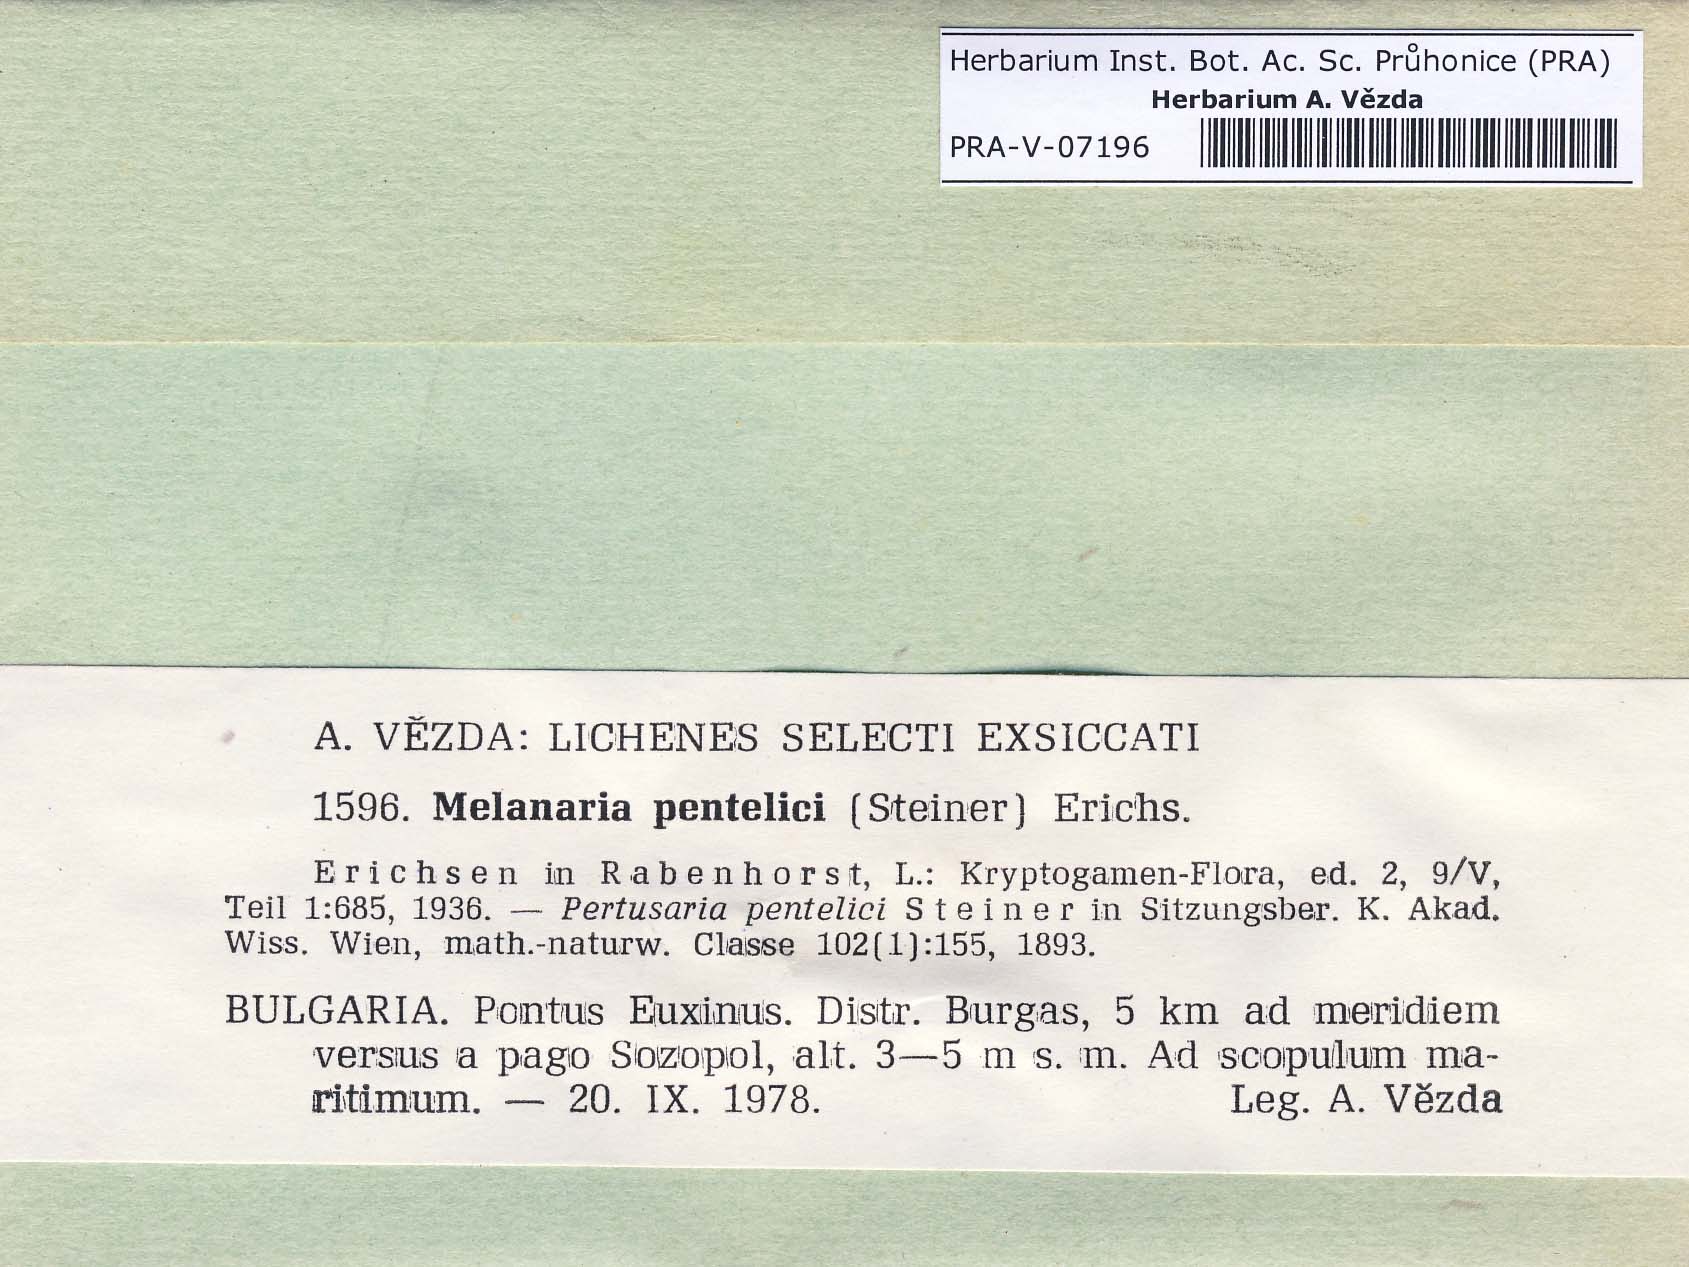 Herbarium Inst. Bot. Ac. Sc. Průhonice (PRA)
Herbarium A. Vězda
PRA-V-07196
A. VĚZDA: LICHENES SELECTI EXSICCATI
1596. Melanaria pentelici (Steiner) Erichs.
Erichsen in Rabenhorst, L.: Kryptogamen-Flora, ed. 2, 9/V,
Teil 1:685, 1936. — Pertusaria pentelici Steiner in Sitzungsber. K. Akad.
Wiss. Wien, math.-naturw. Classe 102(1):155, 1893.
BULGARIA. Pontus Euxinus. Distr. Burgas, 5 km ad meridiem
versus a pago Sozopol, alt. 3—5 m s. m. Ad scopulum ma-
ritimum. — 20. IX. 1978. Leg. A. Vězda